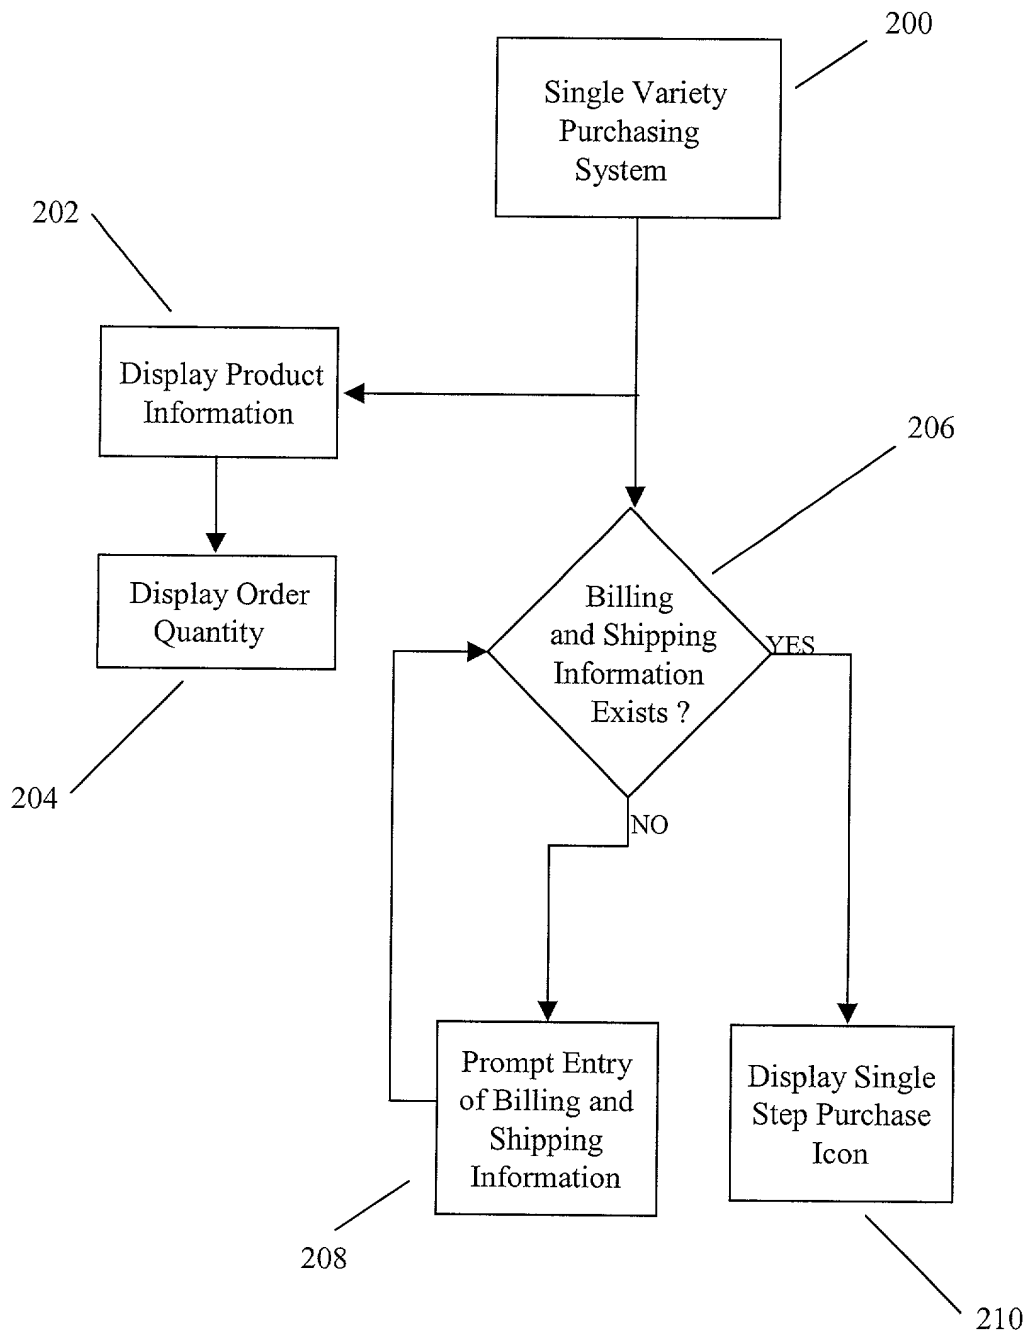 200
Single Variety
Purchasing
System
202
Display Product
Information
206
Display Order
Quantity
204
Billing
and Shipping
Information
Exists ?
YES
NO
Prompt Entry
of Billing and
Shipping
Information
208
Display Single
Step Purchase
Icon
210